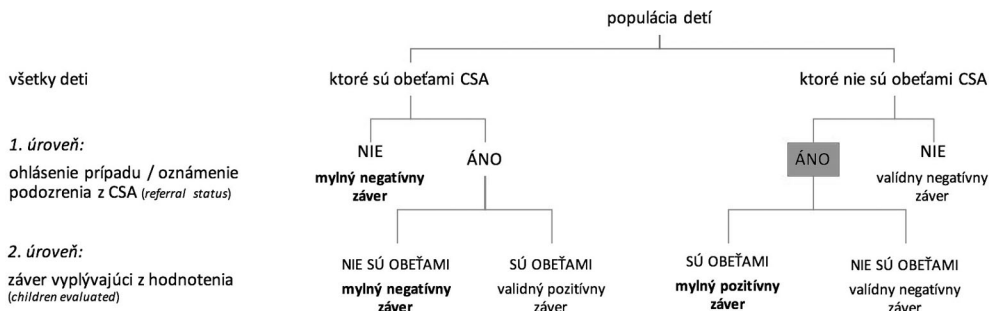 populácia detí
všetky deti
ktoré sú obeťami CSA
ktoré nie sú obeťami CSA
1. úroveň:
ohlásenie prípadu / oznámenie
podozrenia z CSA (referral status)
NIE
mylný negatívny
záver
ÁNO
ÁNO
NIE
valídny negatívny
záver
2. úroveň:
záver vyplývajúci z hodnotenia
(children evaluated)
NIE SÚ OBEŤAMI
mylný negatívny
záver
SÚ OBEŤAMI
validný pozitívny
záver
SÚ OBEŤAMI
mylný pozitívny
záver
NIE SÚ OBEŤAMI
valídny negatívny
záver